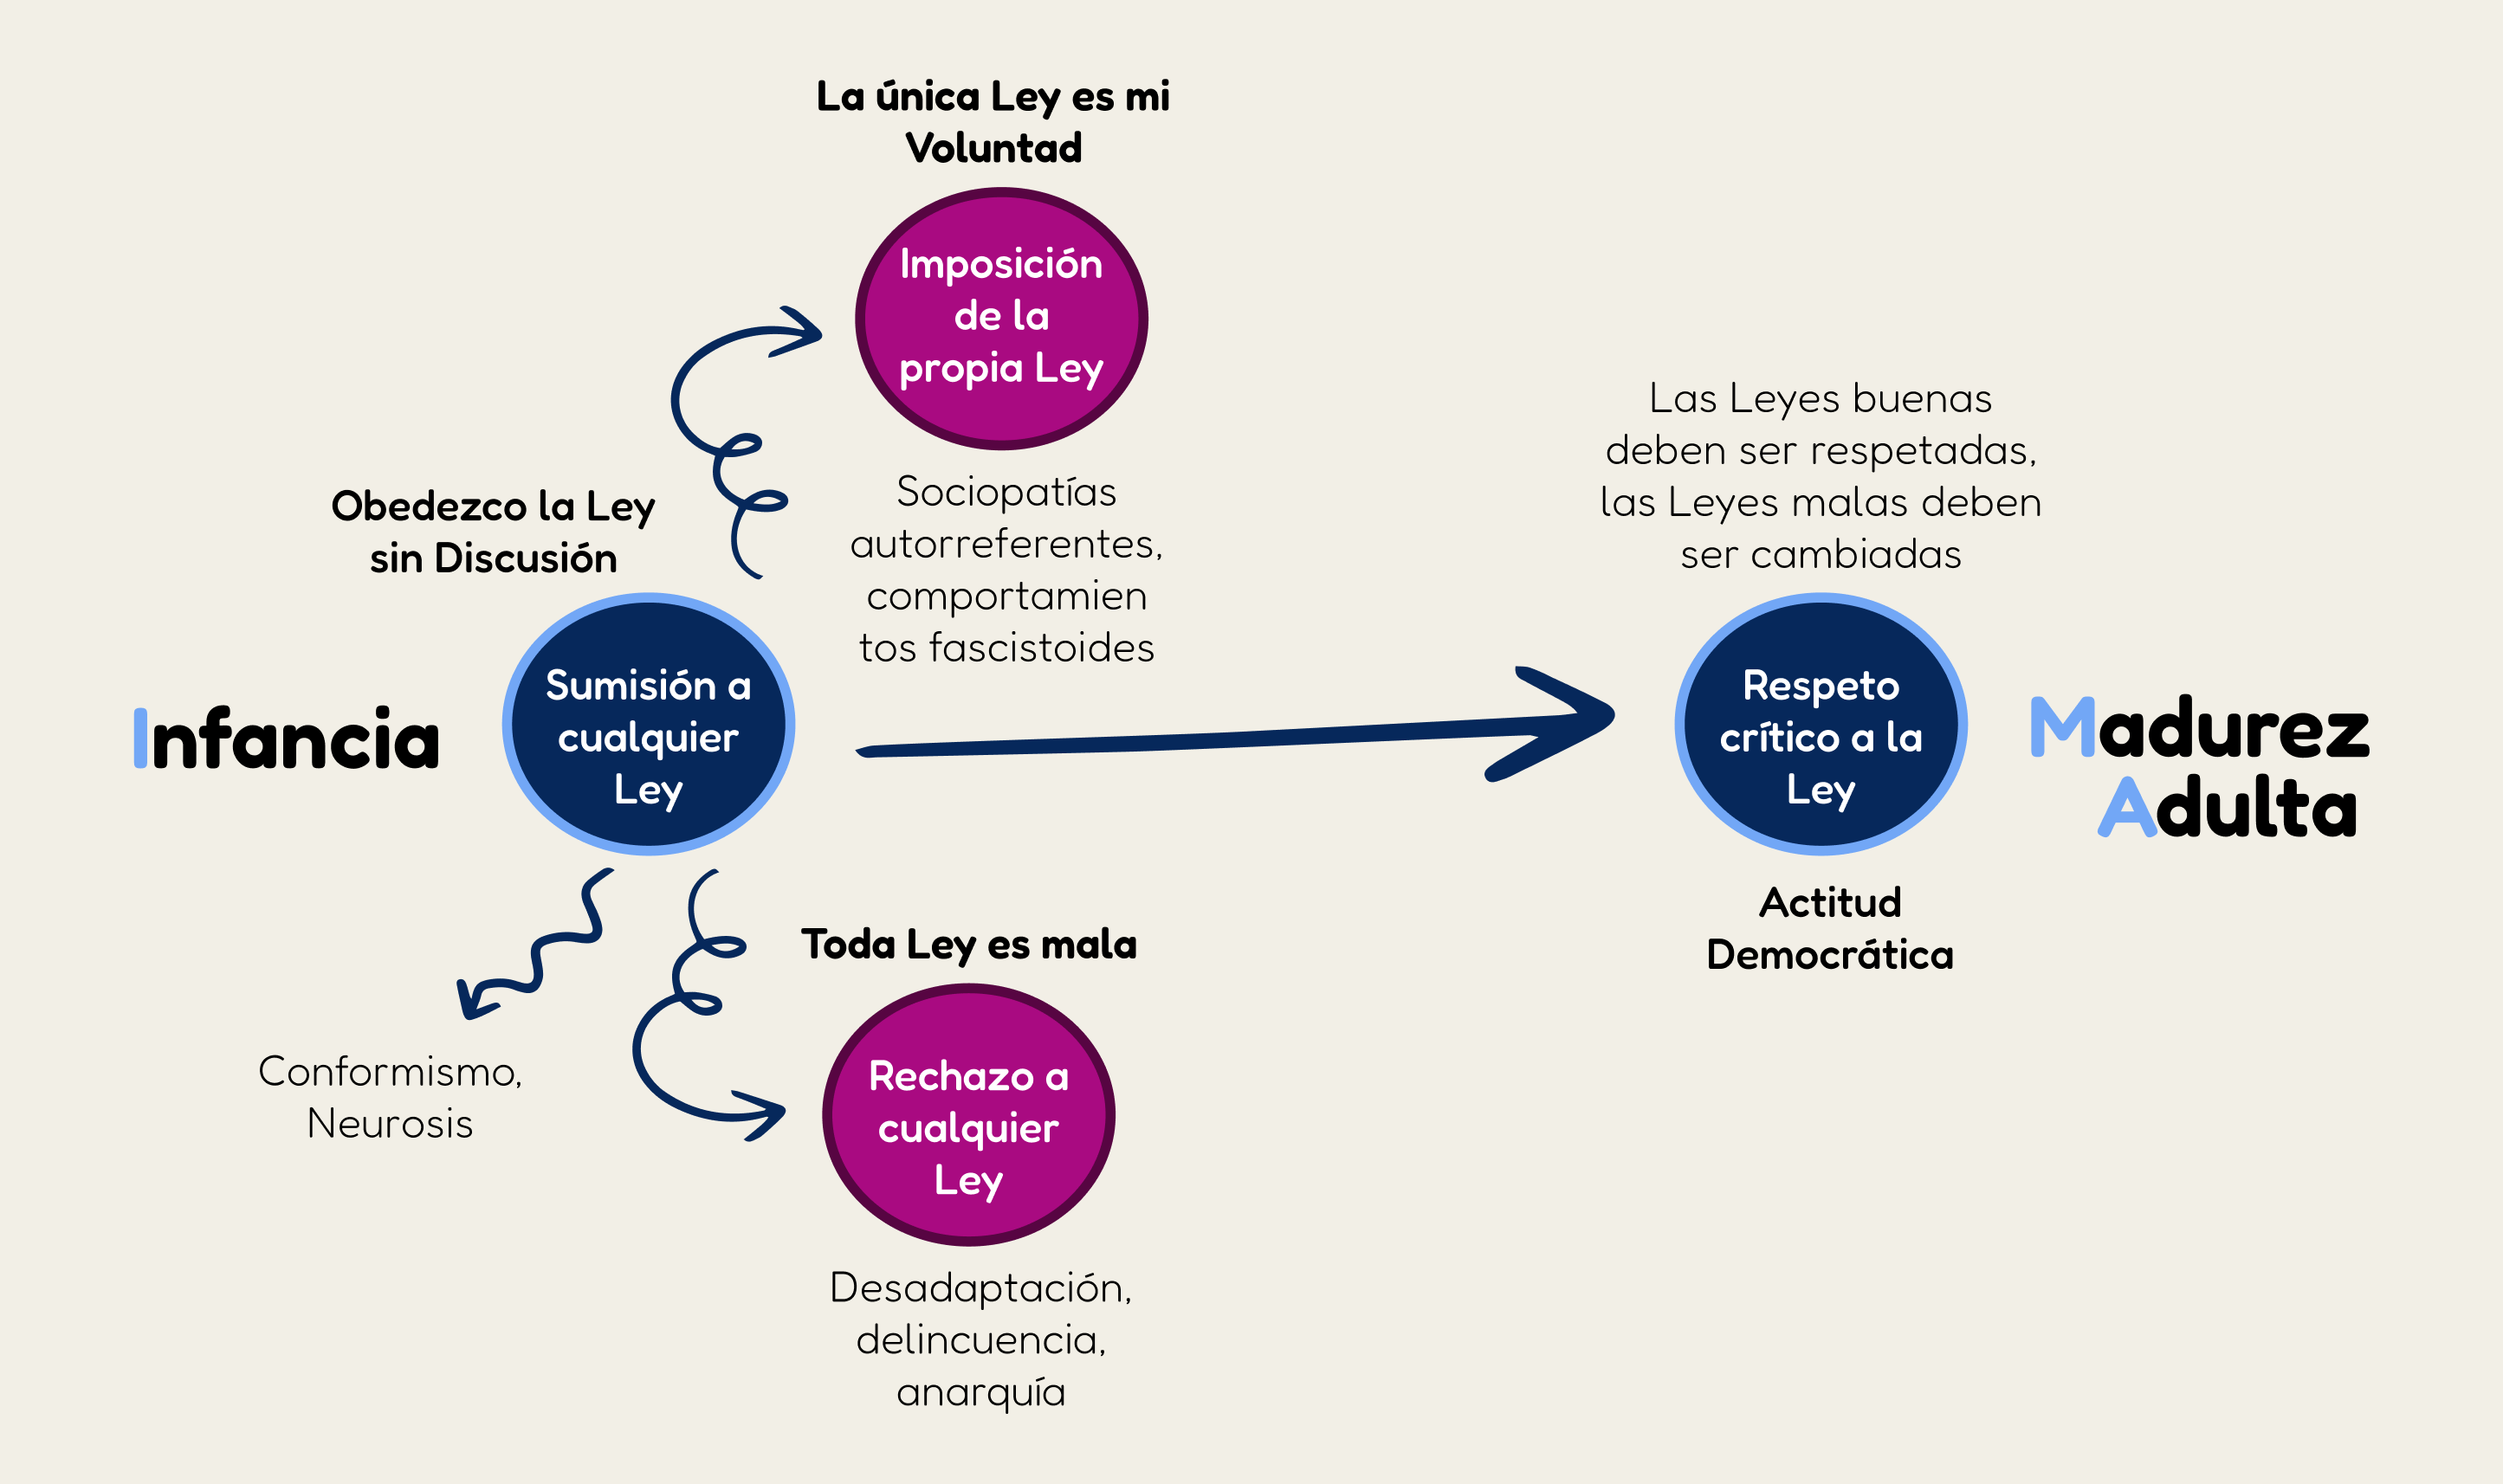 La única Ley es mi
Voluntad
Imposición
de la
propia Ley
Sociopatías
autorreferentes,
comportamien
tos fascistoides
Obedezco la Ley
sin Discusión
Infancia
Sumisión a
cualquier
Ley
Conformismo,
Neurosis
Toda Ley es mala
Rechazo a
cualquier
Ley
Desadaptación,
delincuencia,
anarquía
Las Leyes buenas
deben ser respetadas,
las Leyes malas deben
ser cambiadas
Respeto
crítico a la
Ley
Actitud
Democrática
Madurez
Adulta